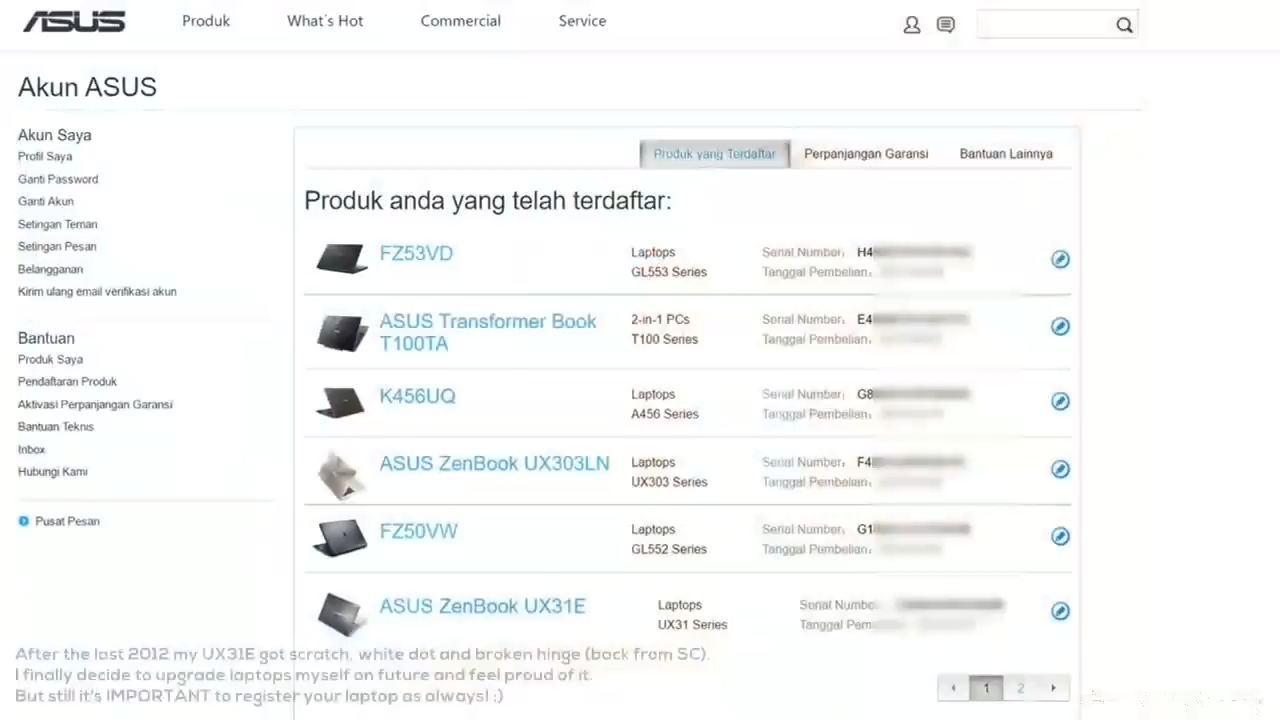 ASUS
Produk
What's Hot
Commercial
Service
Akun ASUS
Akun Saya
Profil Saya
Ganti Password
Ganti Akun
Setingan Teman
Setingan Pesan
Belangganan
Kirim ulang email verifikasi akun
Bantuan
Produk Saya
Pendaftaran Produk
Aktivasi Perpanjangan Garansi
Bantuan Teknis
Inbox
Hubungi Kami
Pusat Pesan
Produk yang Terdaftar
Perpanjangan Garansi
Bantuan Lainnya
Produk anda yang telah terdaftar:
FZ53VD
Laptops
GL553 Series
Serial Number: H4
Tanggal Pembelian:
ASUS Transformer Book
T100TA
2-in-1 PCs
T100 Series
Serial Number: E4
Tanggal Pembelian:
K456UQ
Laptops
A456 Series
Serial Number: G8
Tanggal Pembelian:
ASUS ZenBook UX303LN
Laptops
UX303 Series
Serial Number: F4
Tanggal Pembelian:
FZ50VW
Laptops
GL552 Series
Serial Number: G1
Tanggal Pembelian:
ASUS ZenBook UX31E
Laptops
UX31 Series
Serial Numbe
Tanggal Pem
After the last 2012 my UX31E got scratch, white dot and broken hinge (back from SC).
I finally decide to upgrade laptops myself on future and feel proud of it.
But still it's IMPORTANT to register your laptop as always! :)
1
2